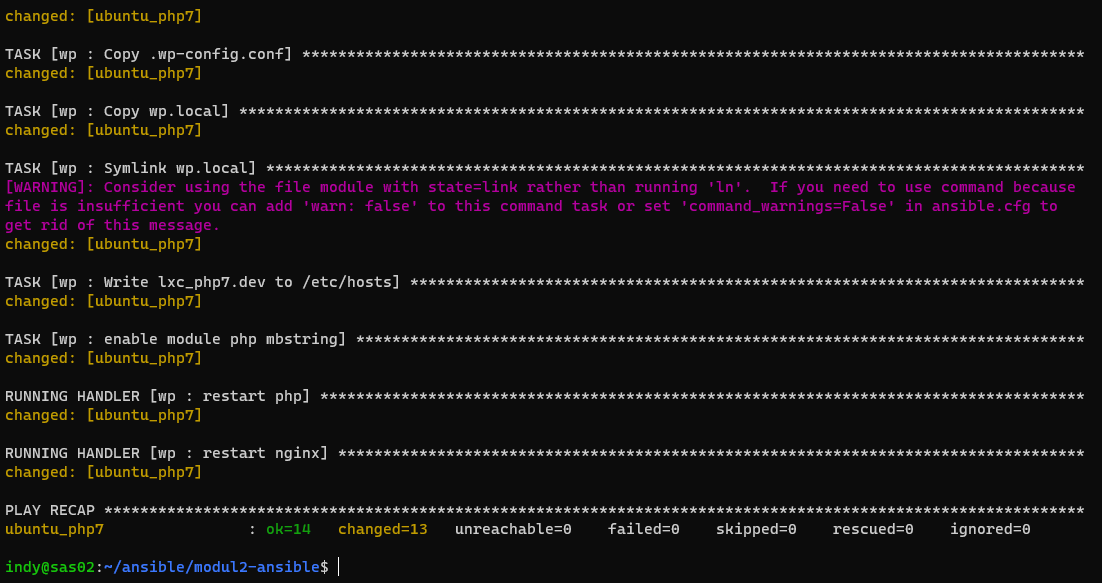 changed: [ubuntu_php7]
TASK [wp : Copy .wp-config.conf] ***************************************************************************************
changed: [ubuntu_php7]
TASK [wp : Copy wp.local] **********************************************************************************************
changed: [ubuntu_php7]
TASK [wp : Symlink wp.local] *******************************************************************************************
[WARNING]: Consider using the file module with state=link rather than running 'ln'.  If you need to use command because
file is insufficient you can add 'warn: false' to this command task or set 'command_warnings=False' in ansible.cfg to
get rid of this message.
changed: [ubuntu_php7]
TASK [wp : Write lxc_php7.dev to /etc/hosts] ***************************************************************************
changed: [ubuntu_php7]
TASK [wp : enable module php mbstring] *********************************************************************************
changed: [ubuntu_php7]
RUNNING HANDLER [wp : restart php] *************************************************************************************
changed: [ubuntu_php7]
RUNNING HANDLER [wp : restart nginx] ***********************************************************************************
changed: [ubuntu_php7]
PLAY RECAP *************************************************************************************************************
ubuntu_php7                : ok=14   changed=13   unreachable=0    failed=0    skipped=0    rescued=0    ignored=0
indy@sas02:~/ansible/modul2-ansible$